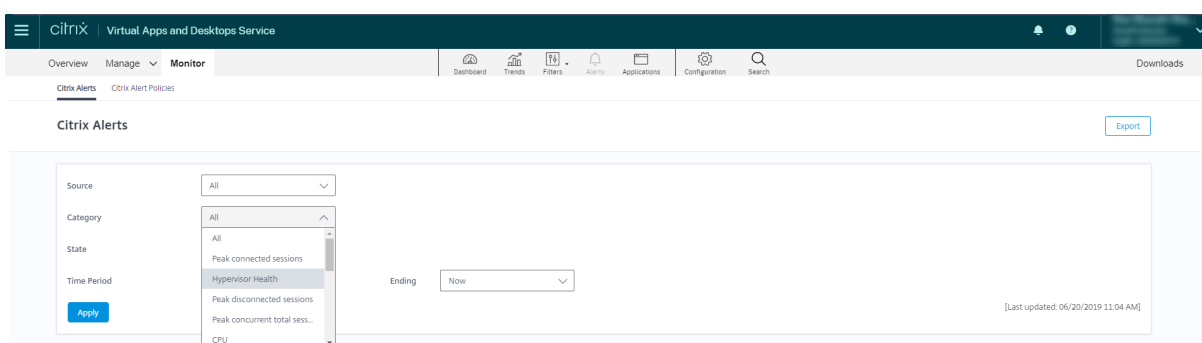 citrix | Virtual Apps and Desktops Service
Overview Manage Monitor Dashboard Trends Filters Alerts Applications Configuration Search Downloads
Citrix Alerts Citrix Alert Policies
Citrix Alerts Export
Source All
Category All
All
State
Peak connected sessions
Time Period Hypervisor Health Ending Now
Peak disconnected sessions
Apply [Last updated: 06/20/2019 11:04 AM]
Peak concurrent total sess...
CPU